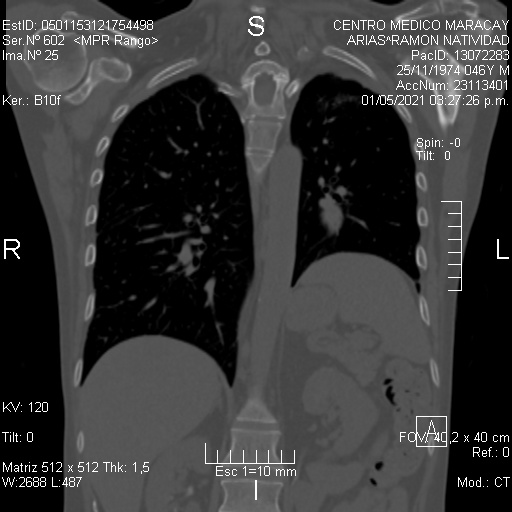 EstID: 0501153121754498
Ser.Nº 602 <MPR Rango>
Ima.Nº 25
Ker.: B10f
S
CENTRO MEDICO MARACAY
ARIAS^RAMON NATIVIDAD
PacID: 13072283
25/11/1974 046Y M
AccNum: 23113401
01/05/2021 03:27:26 p.m.
Spin: -0
Tilt: 0
R
L
KV: 120
Tilt: 0
Matriz 512 x 512 Thk: 1,5
W:2688 L:487
Esc 1=10 mm
I
A
FOV: 40,2 x 40 cm
Ref.: 0
Mod.: CT